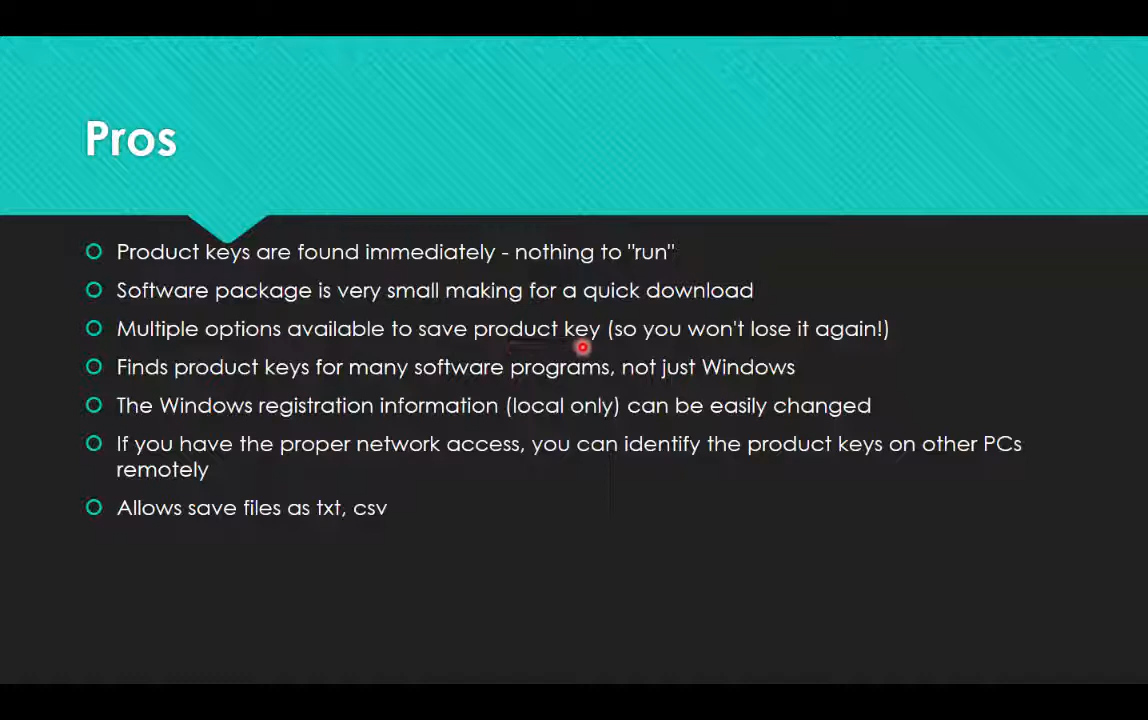 Pros
Product keys are found immediately - nothing to "run"
Software package is very small making for a quick download
Multiple options available to save product key (so you won't lose it again!)
Finds product keys for many software programs, not just Windows
The Windows registration information (local only) can be easily changed
If you have the proper network access, you can identify the product keys on other PCs
remotely
Allows save files as txt, csv